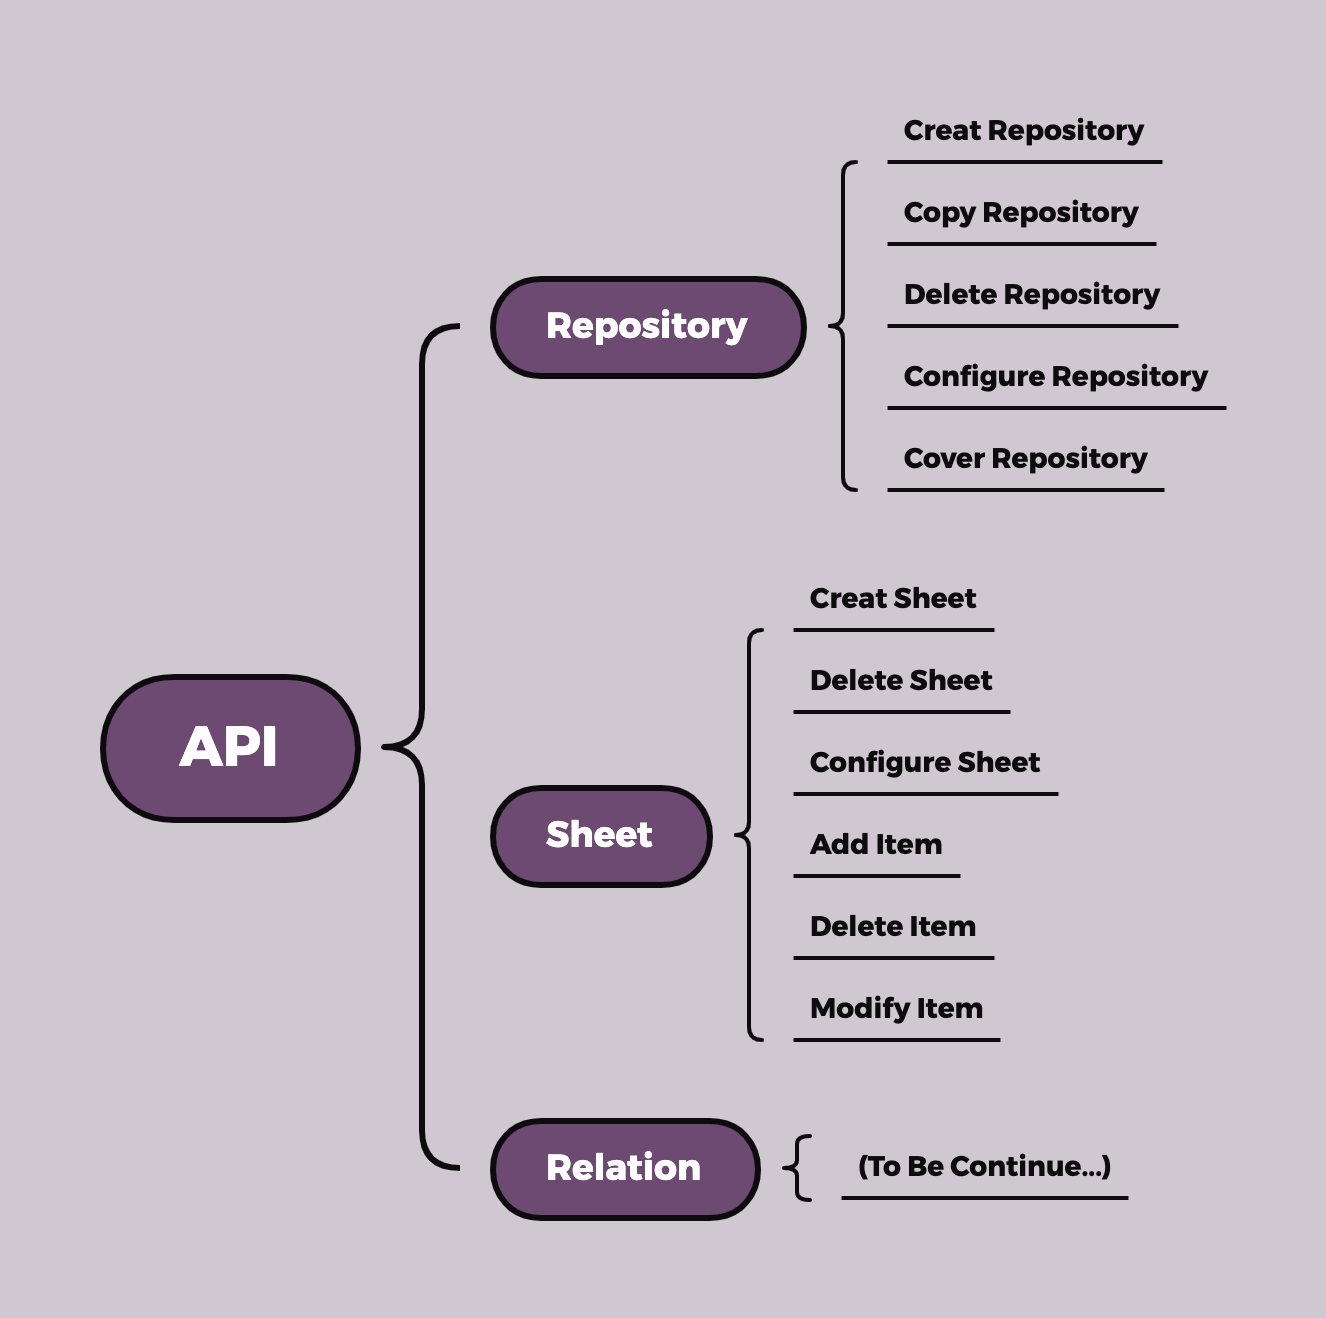 API
Repository
Creat Repository
Copy Repository
Delete Repository
Configure Repository
Cover Repository
Sheet
Creat Sheet
Delete Sheet
Configure Sheet
Add Item
Delete Item
Modify Item
Relation
(To Be Continue...)